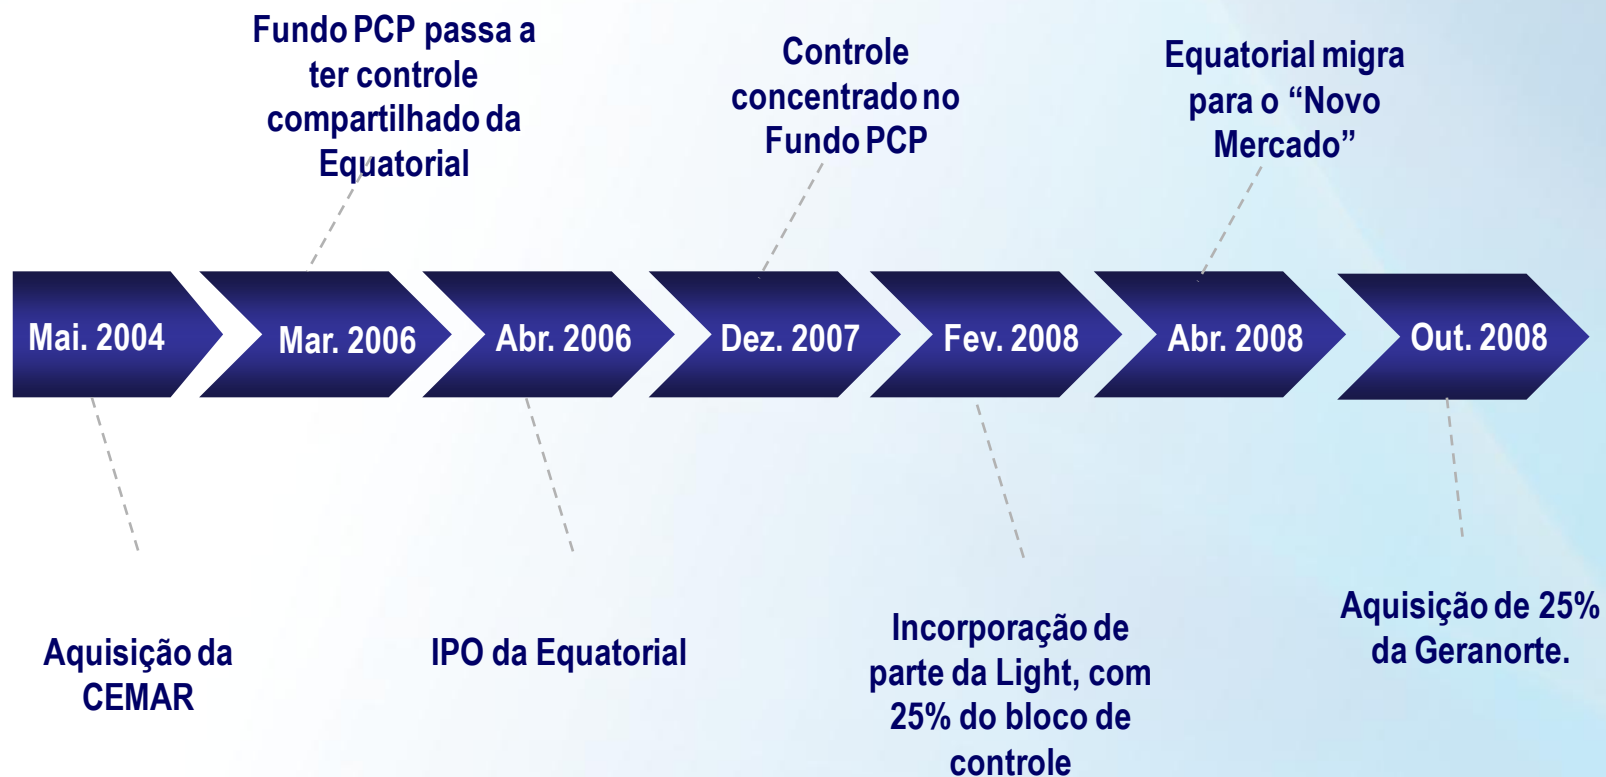 Fundo PCP passa a
ter controle
compartilhado da
Equatorial
Controle
concentrado no
Fundo PCP
Equatorial migra
para o “Novo
Mercado”
Mai. 2004
Mar. 2006
Abr. 2006
Dez. 2007
Fev. 2008
Abr. 2008
Out. 2008
Aquisição da
CEMAR
IPO da Equatorial
Incorporação de
parte da Light, com
25% do bloco de
controle
Aquisição de 25%
da Geranorte.